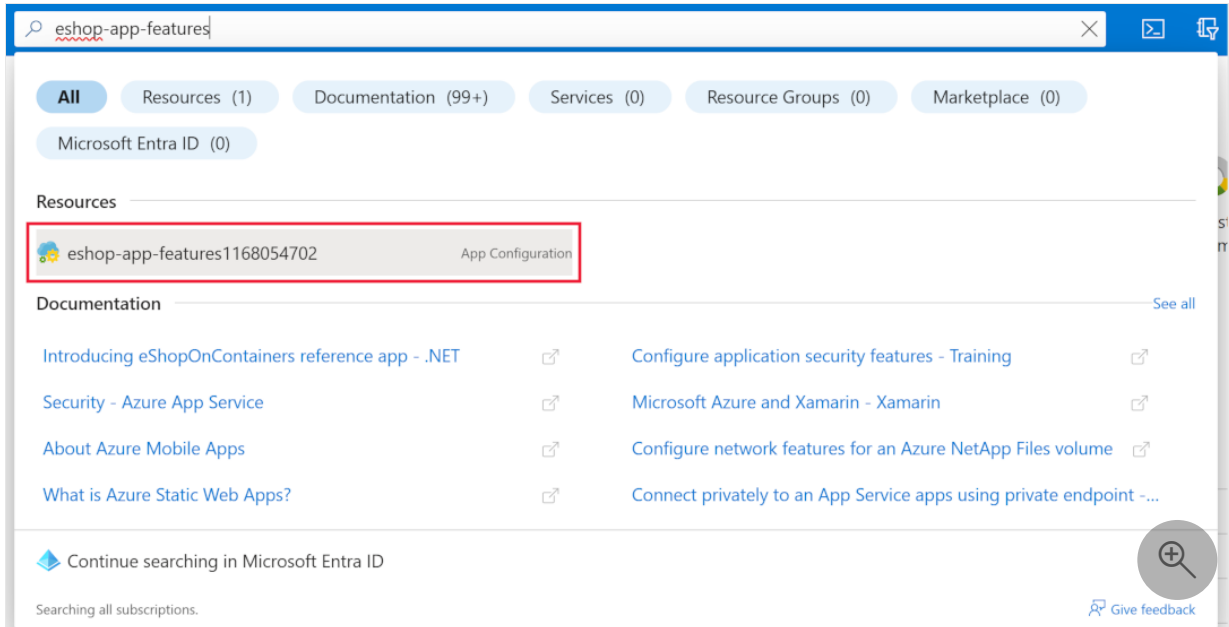 eshop-app-features
All Resources (1) Documentation (99+) Services (0) Resource Groups (0) Marketplace (0)
Microsoft Entra ID (0)
Resources
eshop-app-features1168054702 App Configuration
Documentation See all
Introducing eShopOnContainers reference app - .NET Configure application security features - Training
Security - Azure App Service Microsoft Azure and Xamarin - Xamarin
About Azure Mobile Apps Configure network features for an Azure NetApp Files volume
What is Azure Static Web Apps? Connect privately to an App Service apps using private endpoint -...
Continue searching in Microsoft Entra ID
Searching all subscriptions. Give feedback